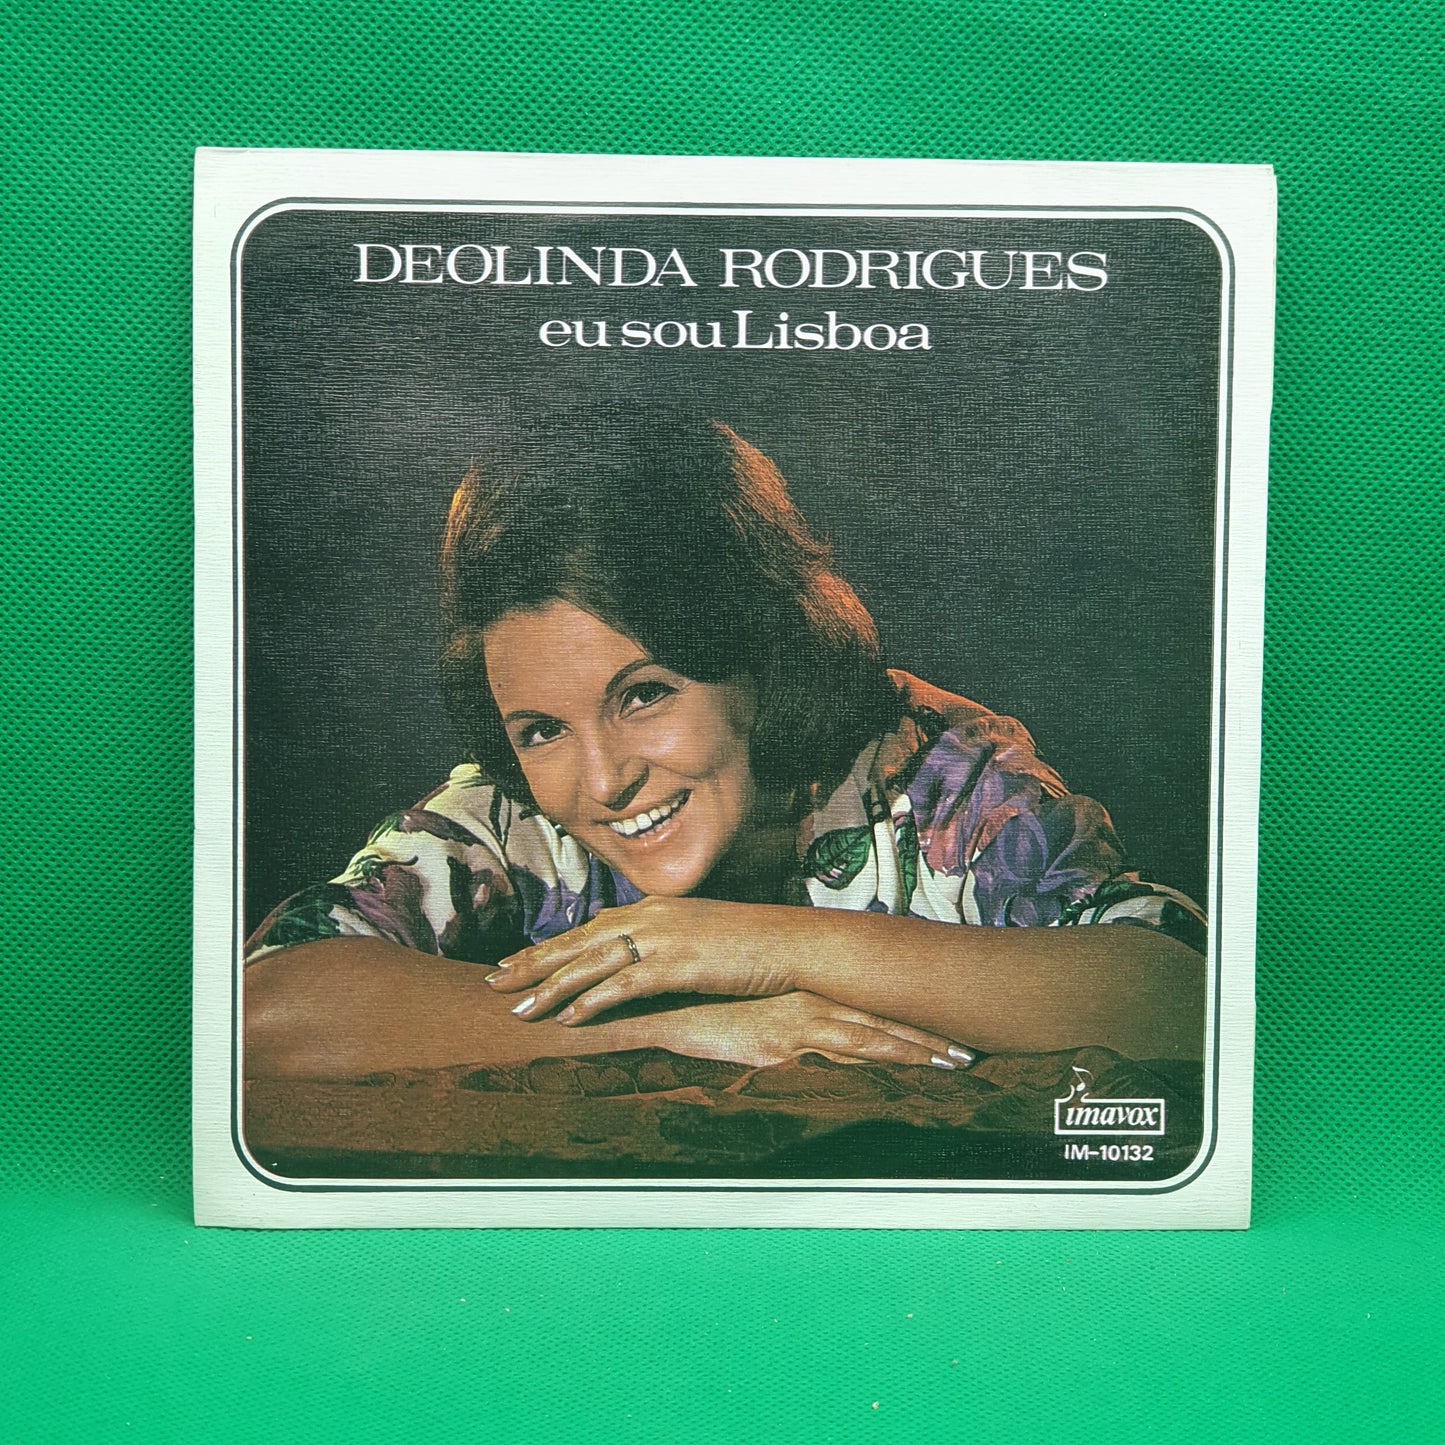 DEOLINDA RODRIGUES
eu sou Lisboa
imavox
IM-10132